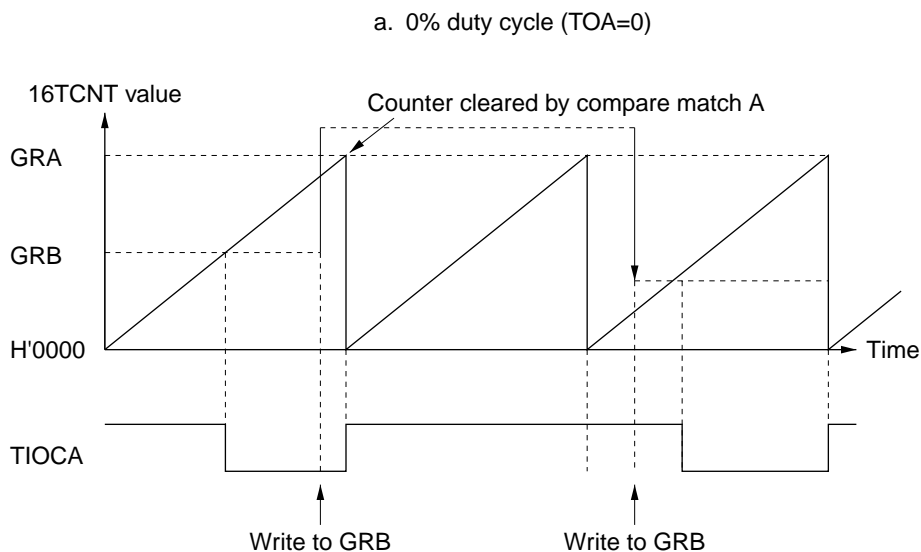 a. 0% duty cycle (TOA=0)
16TCNT value
Counter cleared by compare match A
GRA
GRB
H'0000
Time
TIOCA
Write to GRB
Write to GRB